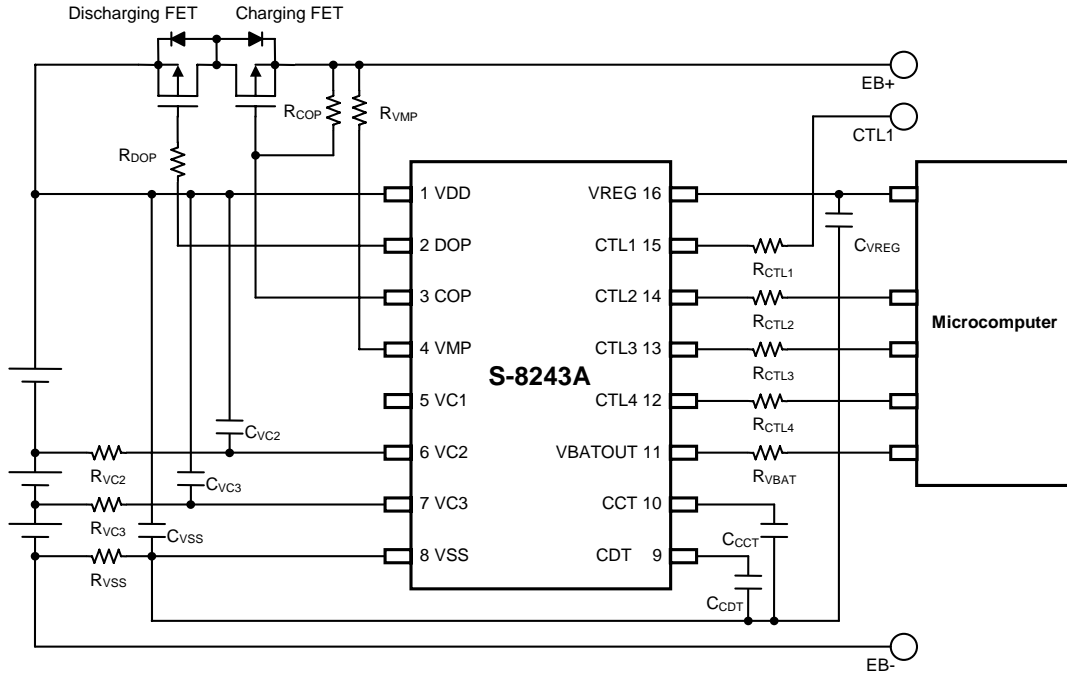 Discharging FET
Charging FET
EB+
RCOP
RVMP
CTL1
RDOP
1 VDD
VREG 16
2 DOP
CTL1 15
CVREG
RCTL1
3 COP
CTL2 14
RCTL2
Microcomputer
4 VMP
CTL3 13
S-8243A
RCTL3
5 VC1
CTL4 12
CVC2
RCTL4
6 VC2
VBATOUT 11
RVC2
CVC3
RVBAT
7 VC3
CCT 10
RVC3
CVSS
CCCT
8 VSS
CDT 9
RVSS
CCDT
EB-